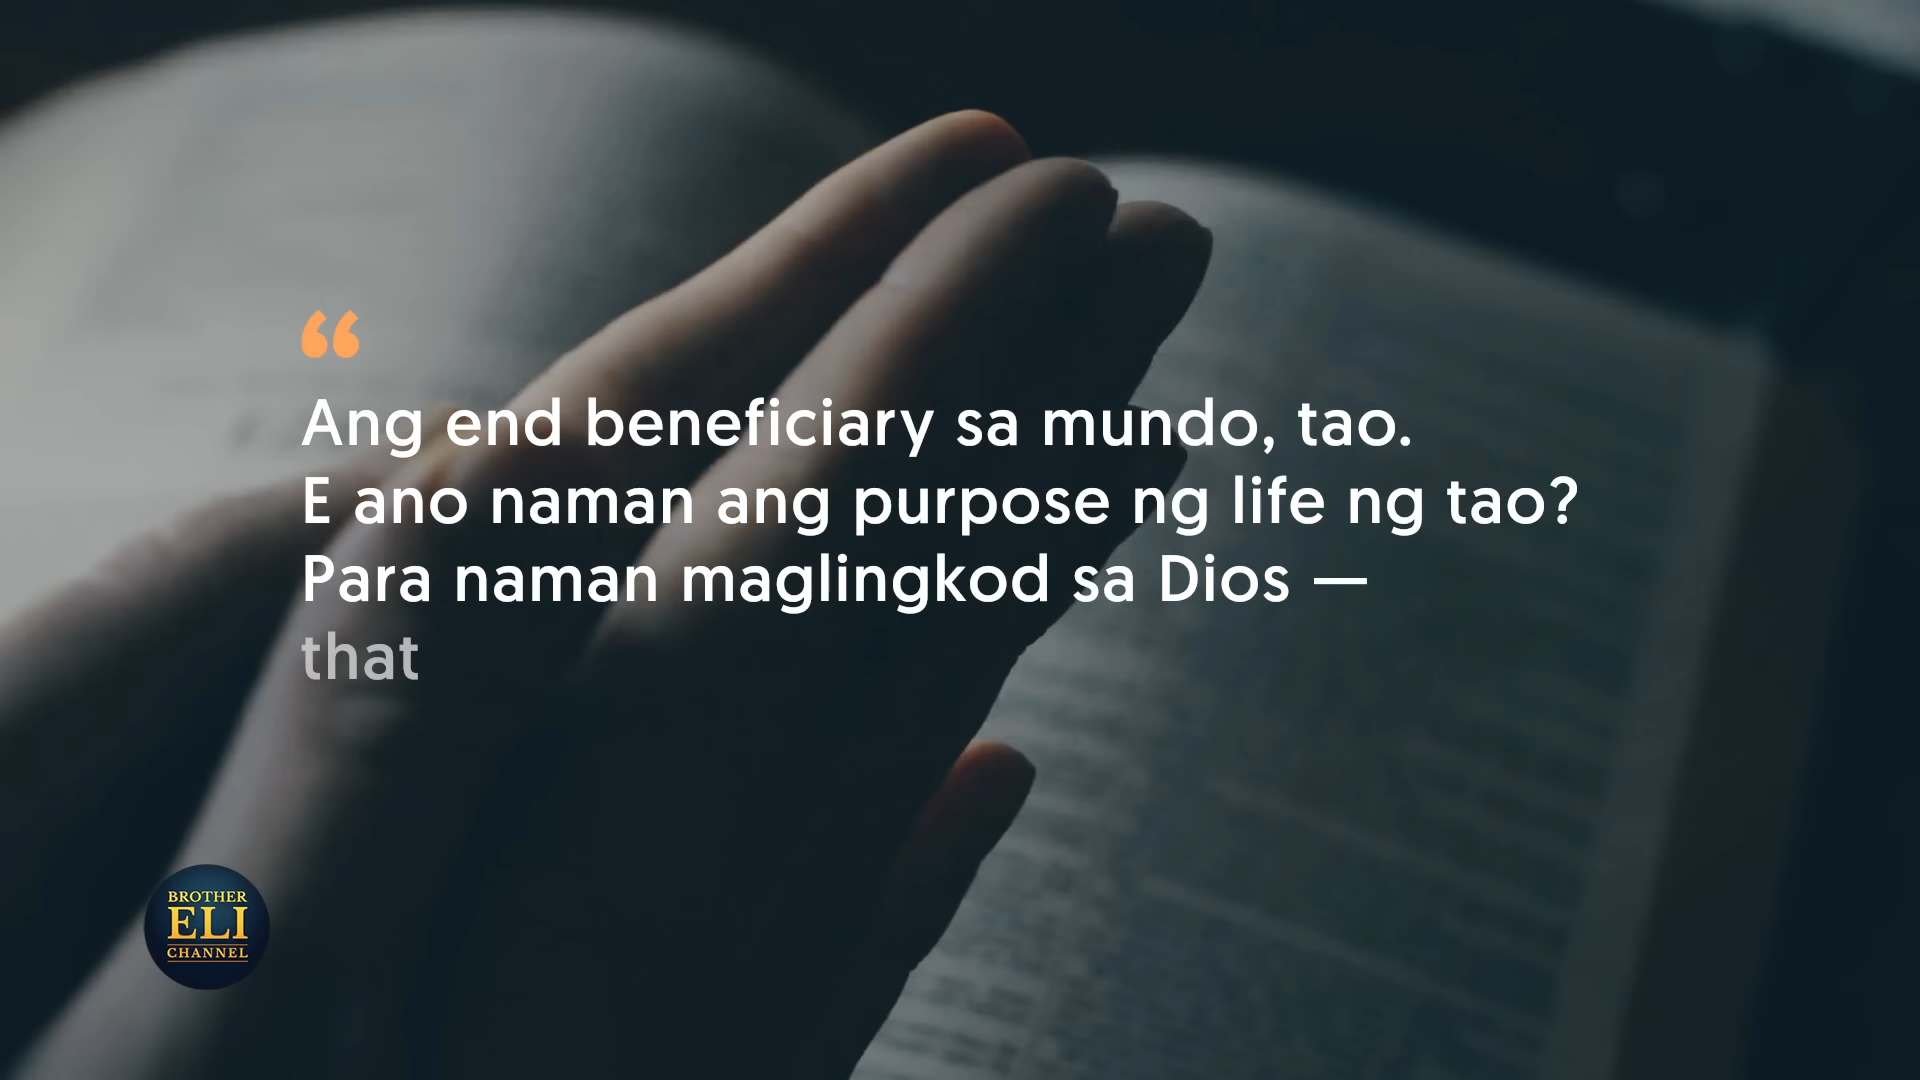 “
Ang end beneficiary sa mundo, tao.
E ano naman ang purpose ng life ng tao?
Para naman maglingkod sa Dios —
that
BROTHER
ELI
CHANNEL